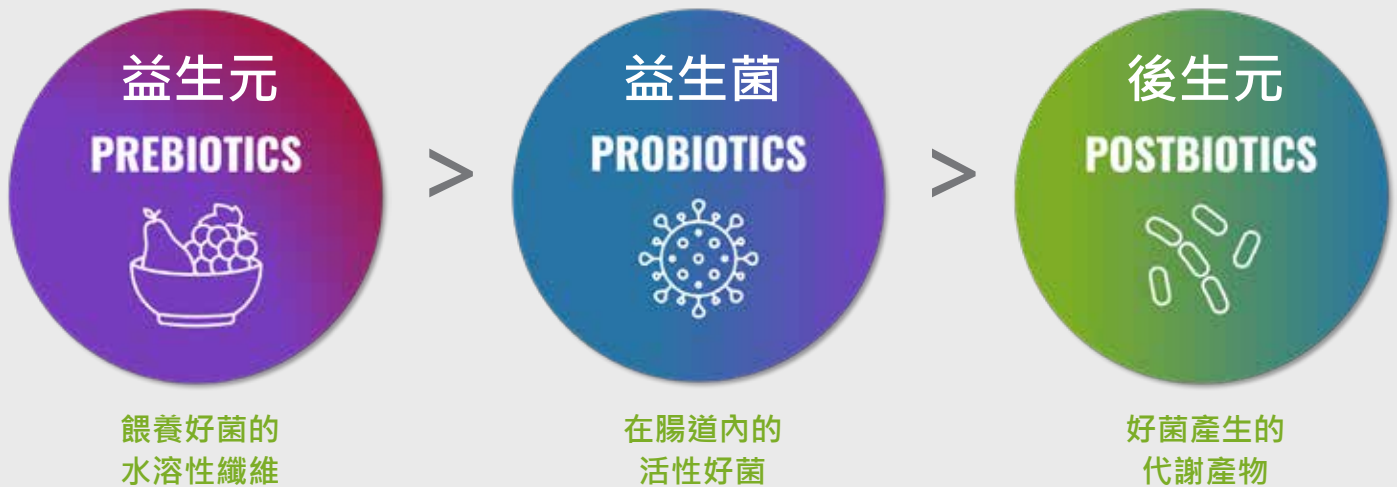 益生元
PREBIOTICS
餵養好菌的
水溶性纖維
>
益生菌
PROBIOTICS
在腸道內的
活性好菌
>
後生元
POSTBIOTICS
好菌產生的
代謝產物